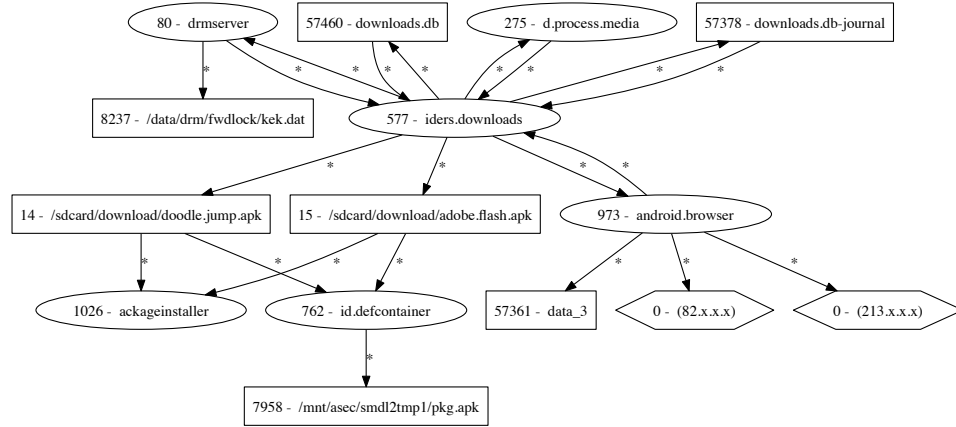 80 - drmserver
57460 - downloads.db
275 - d.process.media
57378 - downloads.db-journal
* * * * * * * * *
8237 - /data/drm/fwdlock/kek.dat
577 - iders.downloads
* * * *
14 - /sdcard/download/doodle.jump.apk
15 - /sdcard/download/adobe.flash.apk
973 - android.browser
* * * * * * *
1026 - ackageinstaller
762 - id.defcontainer
57361 - data_3
0 - (82.x.x.x)
0 - (213.x.x.x)
*
7958 - /mnt/asec/smdl2tmp1/pkg.apk